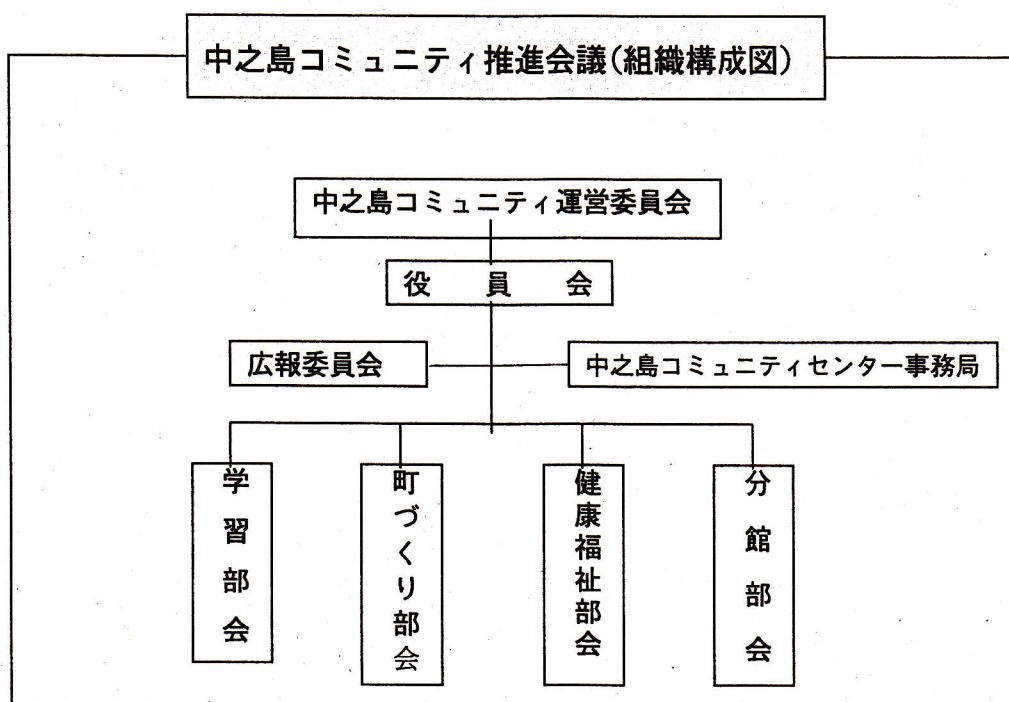 中之島コミュニティ推進会議(組織構成図)
中之島コミュニティ運営委員会
役員会
広報委員会
中之島コミュニティセンター事務局
学習部会
町づくり部会
健康福祉部会
分館部会